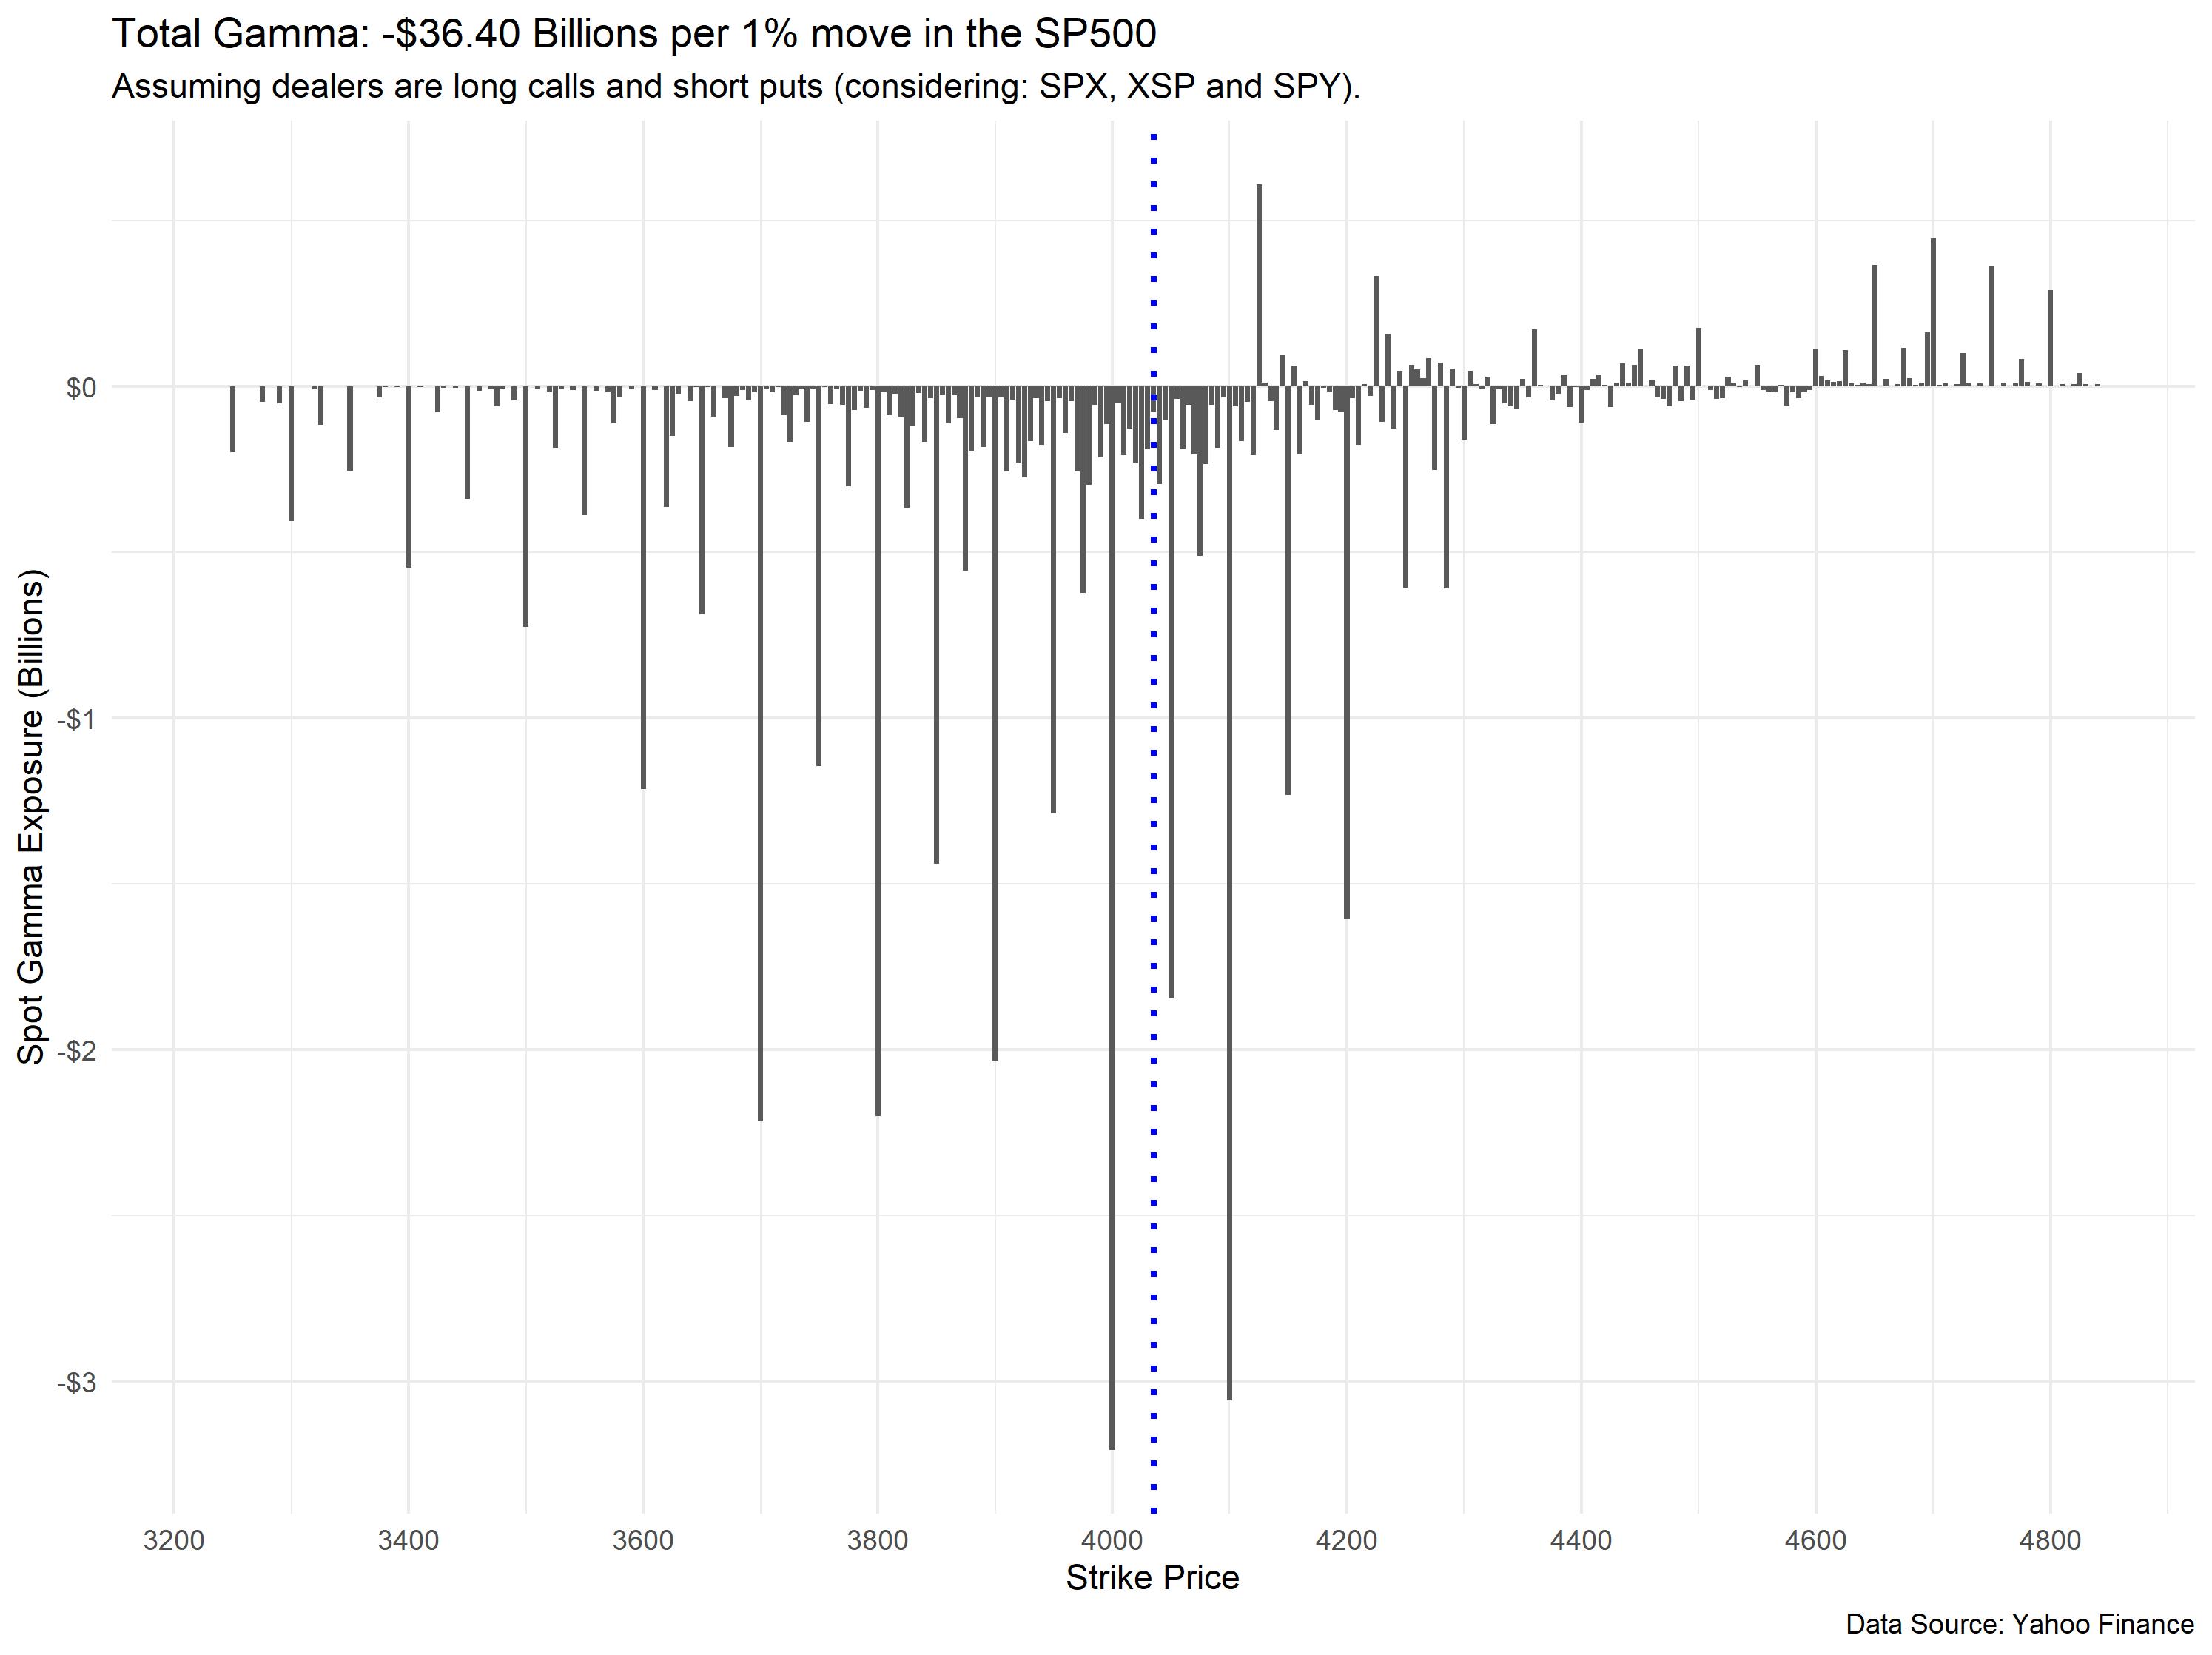 Total Gamma: -$36.40 Billions per 1% move in the SP500
Assuming dealers are long calls and short puts (considering: SPX, XSP and SPY).
Spot Gamma Exposure (Billions)
$0
-$1
-$2
-$3
3200 3400 3600 3800 4000 4200 4400 4600 4800
Strike Price
Data Source: Yahoo Finance